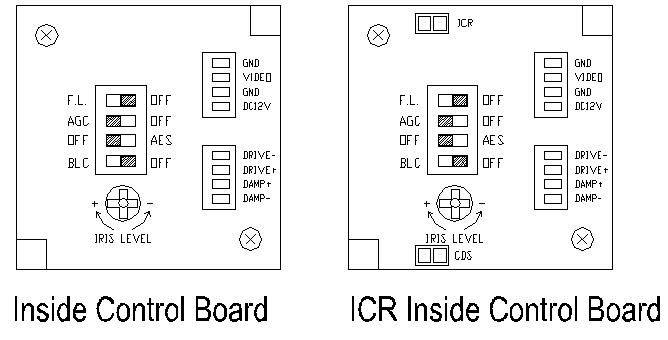 GND
VIDEO
GND
DC12V
F.L. OFF
AGC OFF
OFF AES
BLC OFF
DRIVE-
DRIVE+
DAMP+
DAMP-
+ -
IRIS LEVEL
Inside Control Board
ICR
GND
VIDEO
GND
DC12V
F.L. OFF
AGC OFF
OFF AES
BLC OFF
DRIVE-
DRIVE+
DAMP+
DAMP-
+ -
IRIS LEVEL
CDS
ICR Inside Control Board